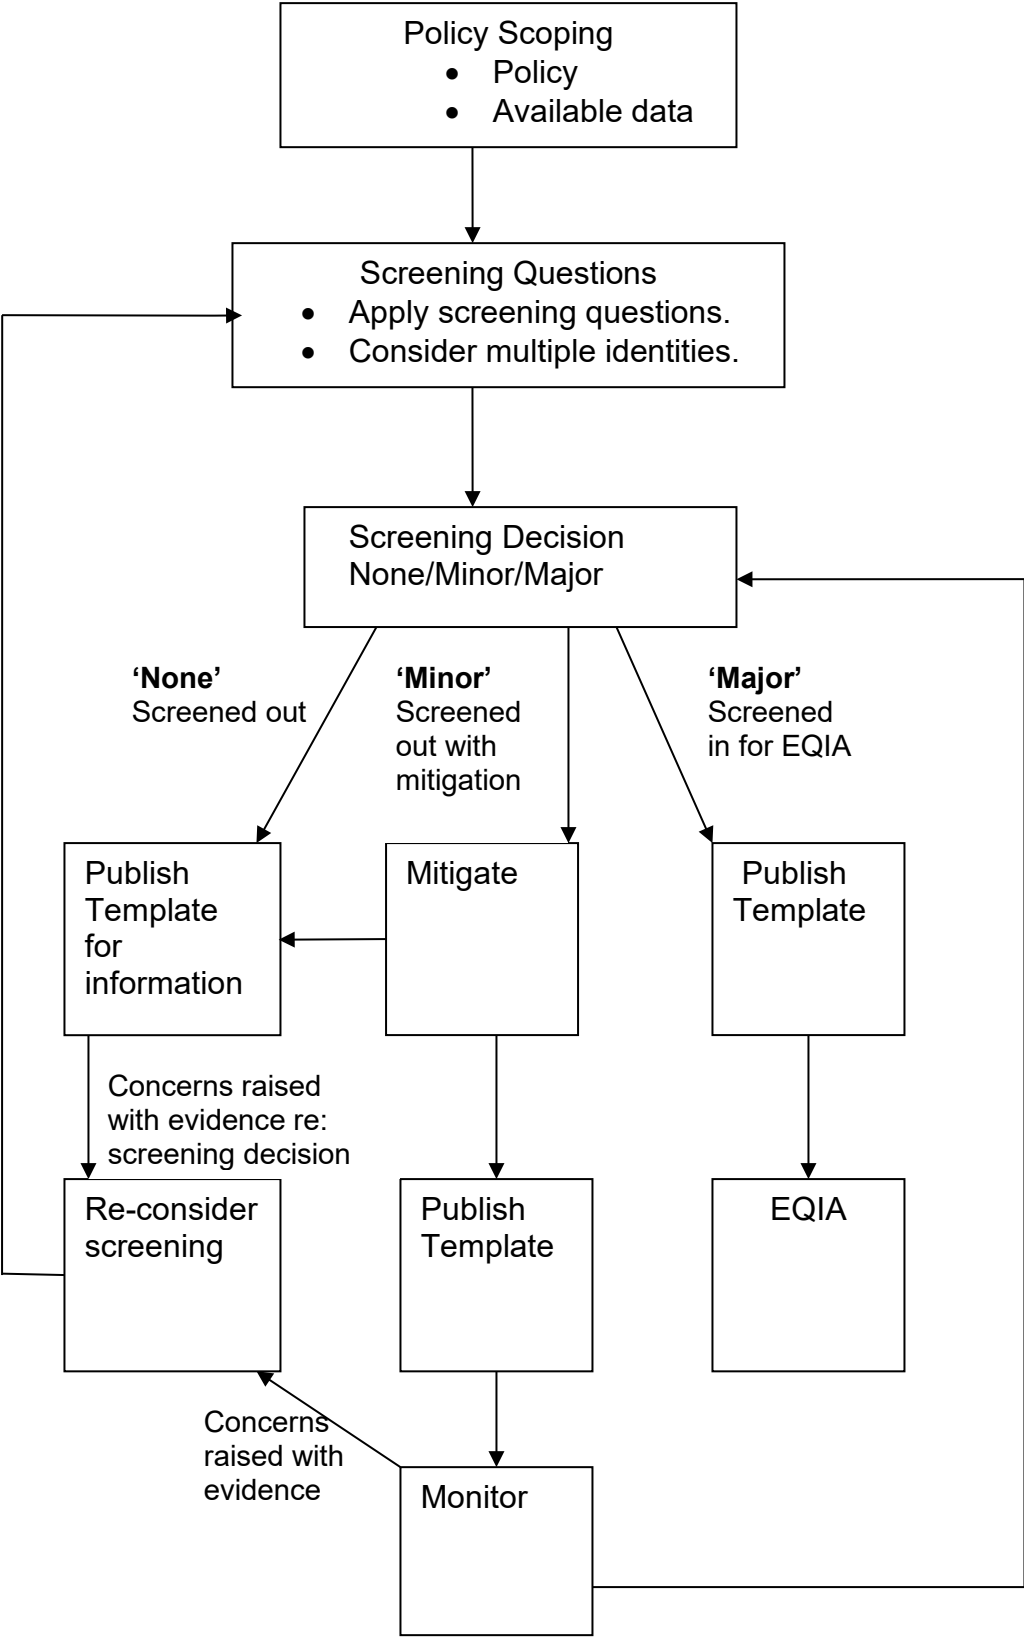 Policy Scoping
• Policy
• Available data
Screening Questions
• Apply screening questions.
• Consider multiple identities.
Screening Decision
None/Minor/Major
‘None’
Screened out
‘Minor’
Screened
out with
mitigation
‘Major’
Screened
in for EQIA
Publish
Template
for
information
Mitigate
Publish
Template
Concerns raised
with evidence re:
screening decision
Re-consider
screening
Publish
Template
EQIA
Concerns
raised with
evidence
Monitor